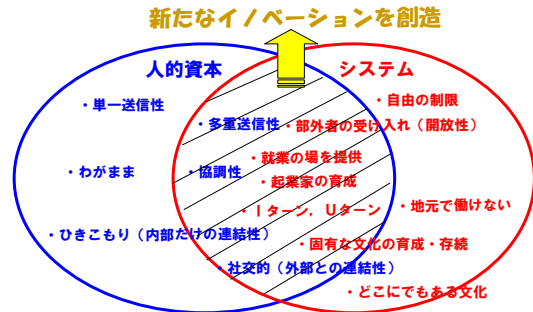 新たなイノベーションを創造
人的資本
システム
・単一送信性
・自由の制限
・多重送信性
・部外者の受け入れ（開放性）
・就業の場を提供
・わがまま
・協調性
・起業家の育成
・Ｉターン，Ｕターン
・地元で働けない
・ひきこもり（内部だけの連結性）
・固有な文化の育成・存続
・社交的（外部との連結性）
・どこにでもある文化